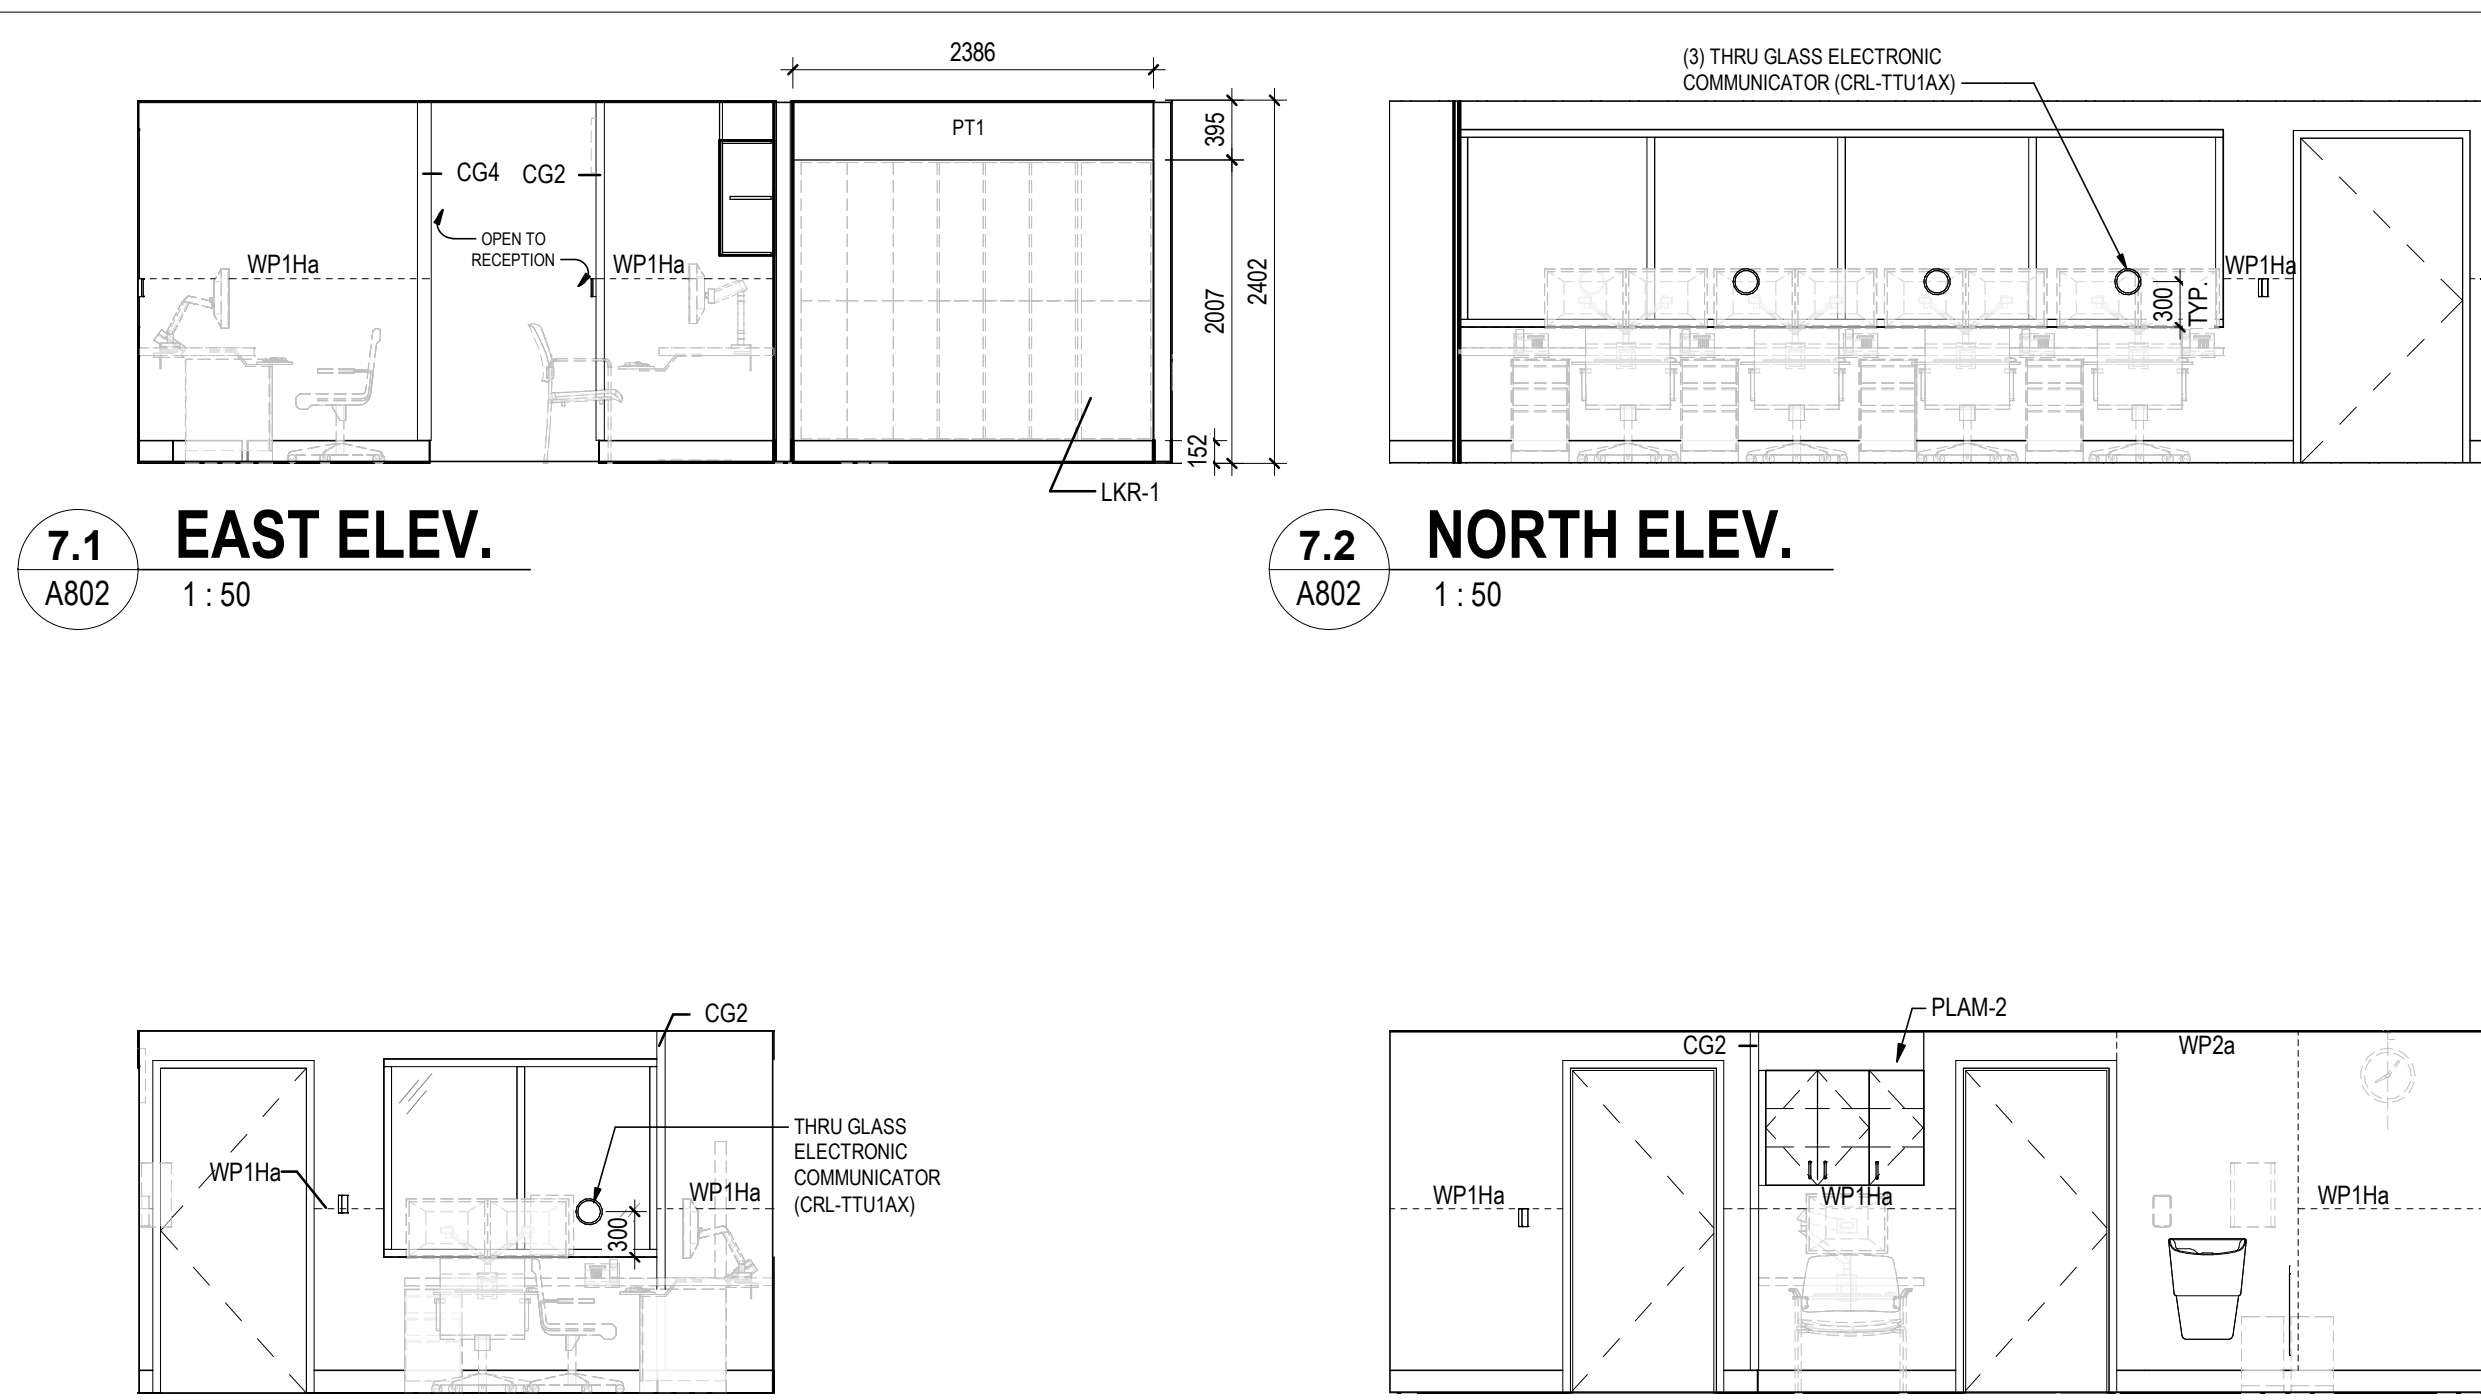 2386
PT1
395
2007
2402
152
CG4
CG2
OPEN TO
RECEPTION
WP1Ha
WP1Ha
LKR-1
7.1
A802
EAST ELEV.
1 : 50
(3) THRU GLASS ELECTRONIC
COMMUNICATOR (CRL-TTU1AX)
WP1Ha
300
TYP.
7.2
A802
NORTH ELEV.
1 : 50
CG2
THRU GLASS
ELECTRONIC
COMMUNICATOR
(CRL-TTU1AX)
WP1Ha
WP1Ha
300
PLAM-2
CG2
WP2a
WP1Ha
WP1Ha
WP1Ha